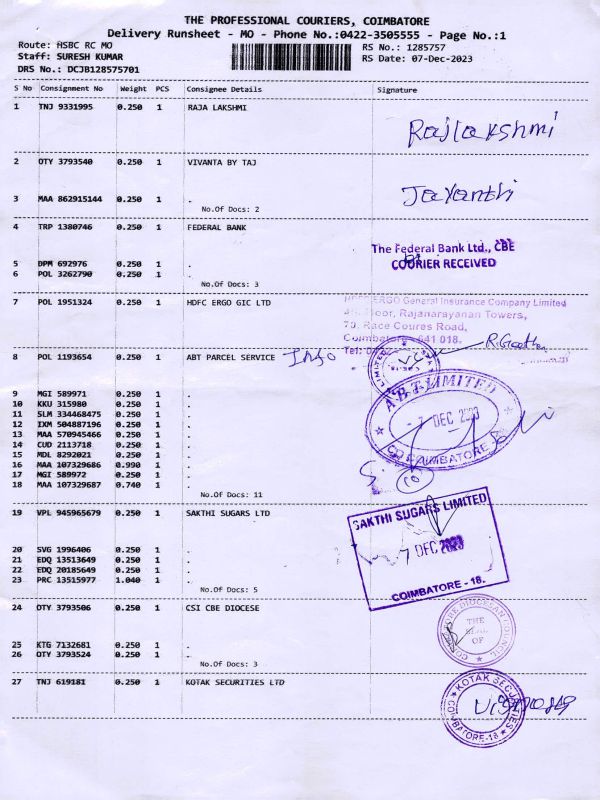 THE PROFESSIONAL COURIERS, COIMBATORE
Delivery Runsheet - MO - Phone No.:0422-3505555 - Page No.:1
Route: HSBC RC MO
RS No.: 1285757
Staff: SURESH KUMAR
RS Date: 07-Dec-2023
DRS No.: DCJB128575701
S No Consignment No Weight PCS Consignee Details Signature
1 TNJ 9331995 0.250 1 RAJA LAKSHMI
Rajlakshmi
2 OTY 3793540 0.250 1 VIVANTA BY TAJ
Jayanthi
3 MAA 862915144 0.250 1 .
No.Of Docs: 2
4 TRP 1380746 0.250 1 FEDERAL BANK
The Federal Bank Ltd., CBE
COURIER RECEIVED
5 DPM 692976 0.250 1 .
6 POL 3262790 0.250 1 .
No.Of Docs: 3
7 POL 1951324 0.250 1 HDFC ERGO GIC LTD
HDFC ERGO General Insurance Company Limited
Floor, Rajanarayanan Towers,
70, Race Coures Road,
Coimbatore - 641 018.
Tel:
8 POL 1193654 0.250 1 ABT PARCEL SERVICE
LIMITED
A.B.T. LIMITED
7 DEC 2023
COIMBATORE
9 MGI 589971 0.250 1 .
10 KKU 315980 0.250 1 .
11 SLM 334468475 0.250 1 .
12 IXM 504887196 0.250 1 .
13 MAA 570945466 0.250 1 .
14 CUD 2113718 0.250 1 .
15 MDL 8292021 0.250 1 .
16 MAA 107329686 0.990 1 .
17 MGI 589972 0.250 1 .
18 MAA 107329687 0.740 1 .
No.Of Docs: 11
19 VPL 945965679 0.250 1 SAKTHI SUGARS LTD
SAKTHI SUGARS LIMITED
7 DEC 2023
COIMBATORE - 18.
20 SVG 1996406 0.250 1 .
21 EDQ 13513649 0.250 1 .
22 EDQ 20185649 0.250 1 .
23 PRC 13515977 1.040 1 .
No.Of Docs: 5
24 OTY 3793506 0.250 1 CSI CBE DIOCESE
DIOCESAN COUNCIL
THE
SEAL
OF
25 KTG 7132681 0.250 1 .
26 OTY 3793524 0.250 1 .
No.Of Docs: 3
27 TNJ 619181 0.250 1 KOTAK SECURITIES LTD
KOTAK SECURITIES
COIMBATORE-18